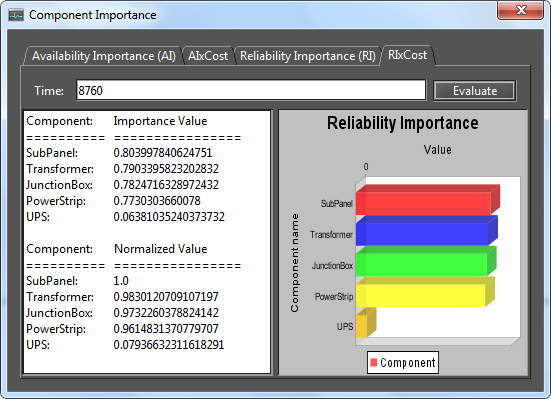 Component Importance
Availability Importance (AI) AIxCost Reliability Importance (RI) RIxCost
Time: 8760 Evaluate
Component: Importance Value
========== =================
SubPanel: 0.803997840624751
Transformer: 0.7903395823202832
JunctionBox: 0.7824716328972432
PowerStrip: 0.7730303660078
UPS: 0.06381035240373732
Component: Normalized Value
========== =================
SubPanel: 1.0
Transformer: 0.9830120709107197
JunctionBox: 0.9732260378824142
PowerStrip: 0.9614831370779707
UPS: 0.07936632311618291
Reliability Importance
Value
0
Component name
SubPanel
Transformer
JunctionBox
PowerStrip
UPS
Component